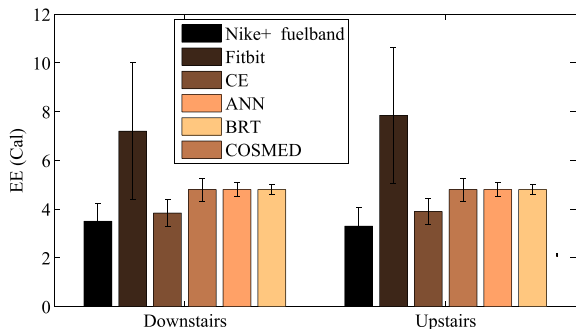 12
10
8
6
4
2
0
EE (Cal)
Nike+ fuelband
Fitbit
CE
ANN
BRT
COSMED
Downstairs
Upstairs